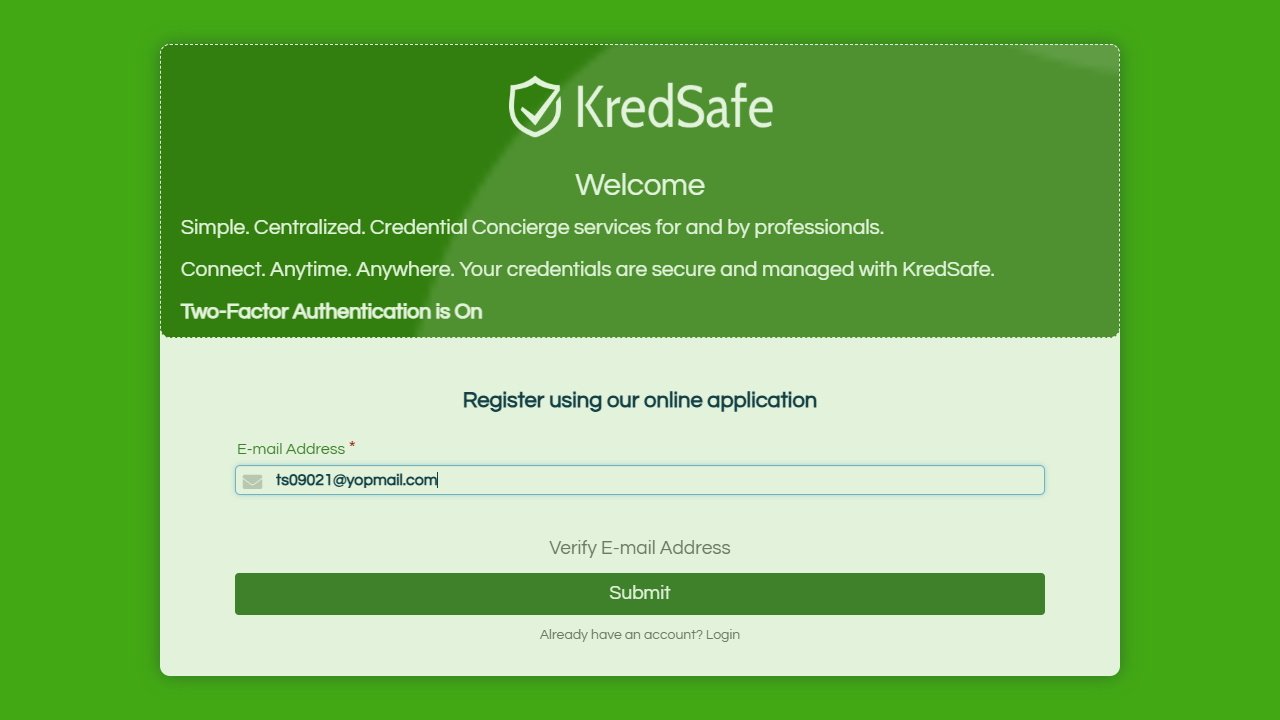 KredSafe
Welcome
Simple. Centralized. Credential Concierge services for and by professionals.
Connect. Anytime. Anywhere. Your credentials are secure and managed with KredSafe.
Two-Factor Authentication is On
Register using our online application
E-mail Address *
ts09021@yopmail.com
Verify E-mail Address
Submit
Already have an account? Login